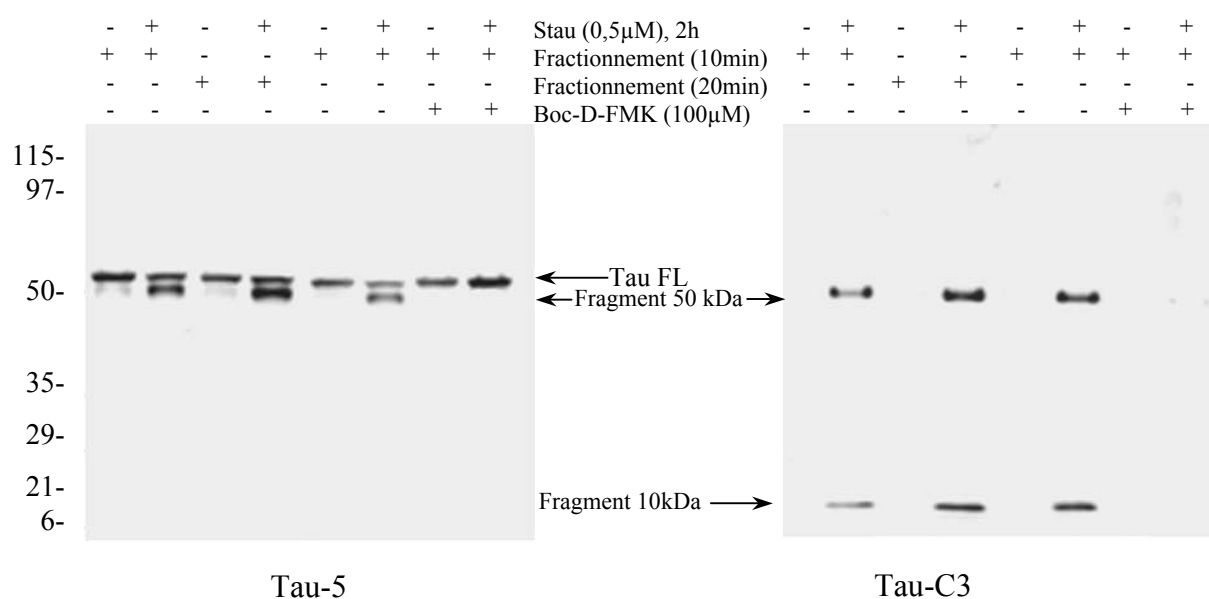 - + - + - + - + Stau (0,5µM), 2h - + - + - + - +
+ + - - + + + + Fractionnement (10min) + + - - + + + +
- - + + - - - - Fractionnement (20min) - - + + - - - -
- - - - - - + + Boc-D-FMK (100µM) - - - - - - + +
115-
97-
Tau FL
50-
Fragment 50 kDa
35-
29-
21-
Fragment 10kDa
6-
Tau-5
Tau-C3